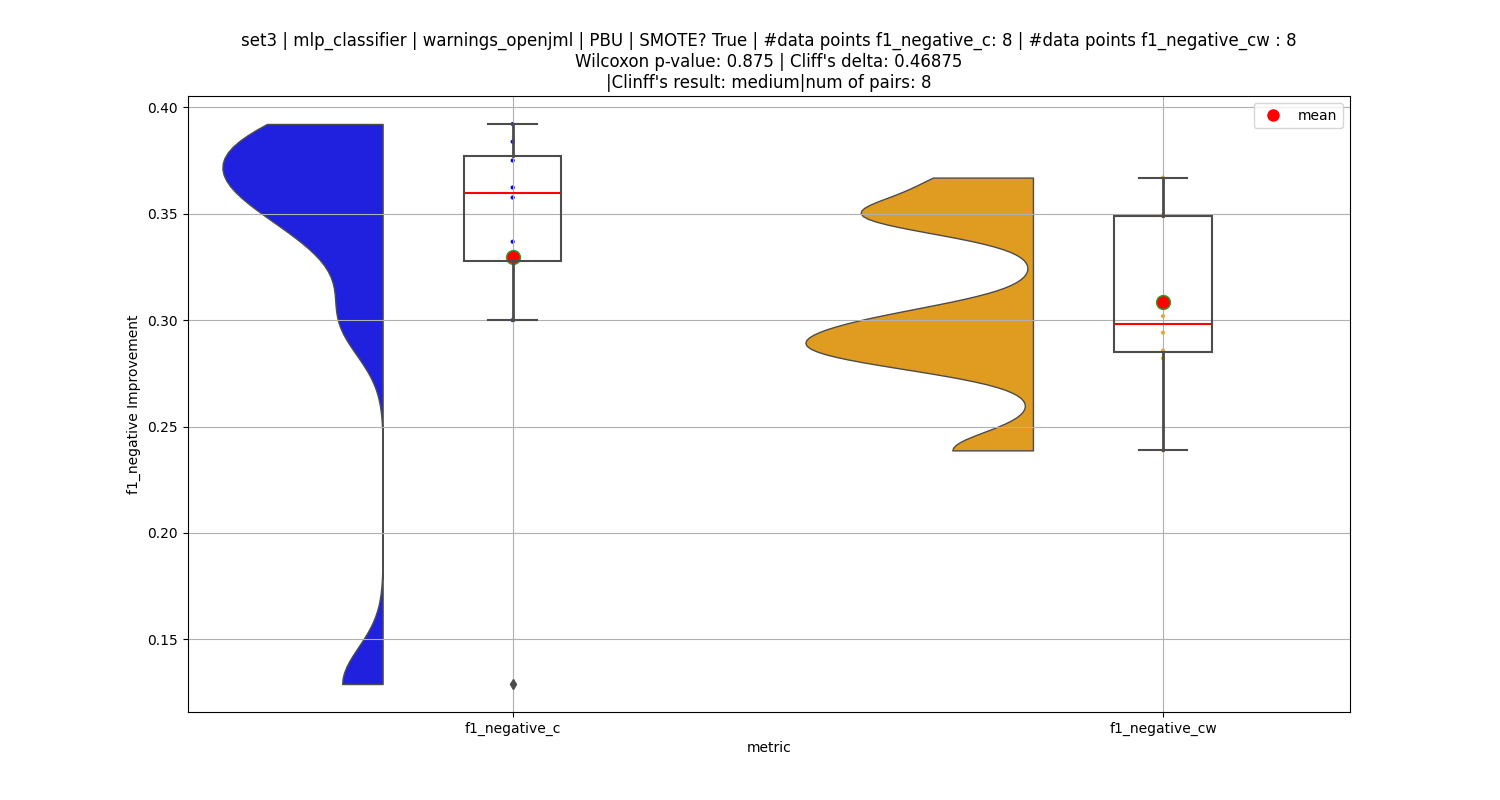 set3 | mlp_classifier | warnings_openjml | PBU | SMOTE? True | #data points f1_negative_c: 8 | #data points f1_negative_cw : 8
Wilcoxon p-value: 0.875 | Cliff's delta: 0.46875
|Clinff's result: medium|num of pairs: 8
mean
0.40
0.35
0.30
0.25
0.20
0.15
f1_negative Improvement
f1_negative_c
f1_negative_cw
metric